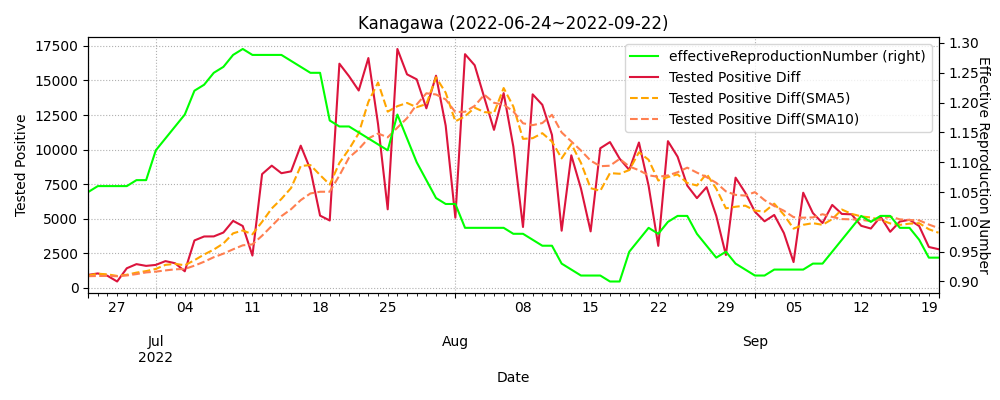 Kanagawa (2022-06-24~2022-09-22)
Tested Positive
17500
15000
12500
10000
7500
5000
2500
0
1.30
1.25
1.20
1.15
1.10
1.05
1.00
0.95
0.90
Effective Reproduction Number
effectiveReproductionNumber (right)
Tested Positive Diff
Tested Positive Diff(SMA5)
Tested Positive Diff(SMA10)
27 04 11 18 25 08 15 22 29 05 12 19
Jul Aug Sep
2022
Date